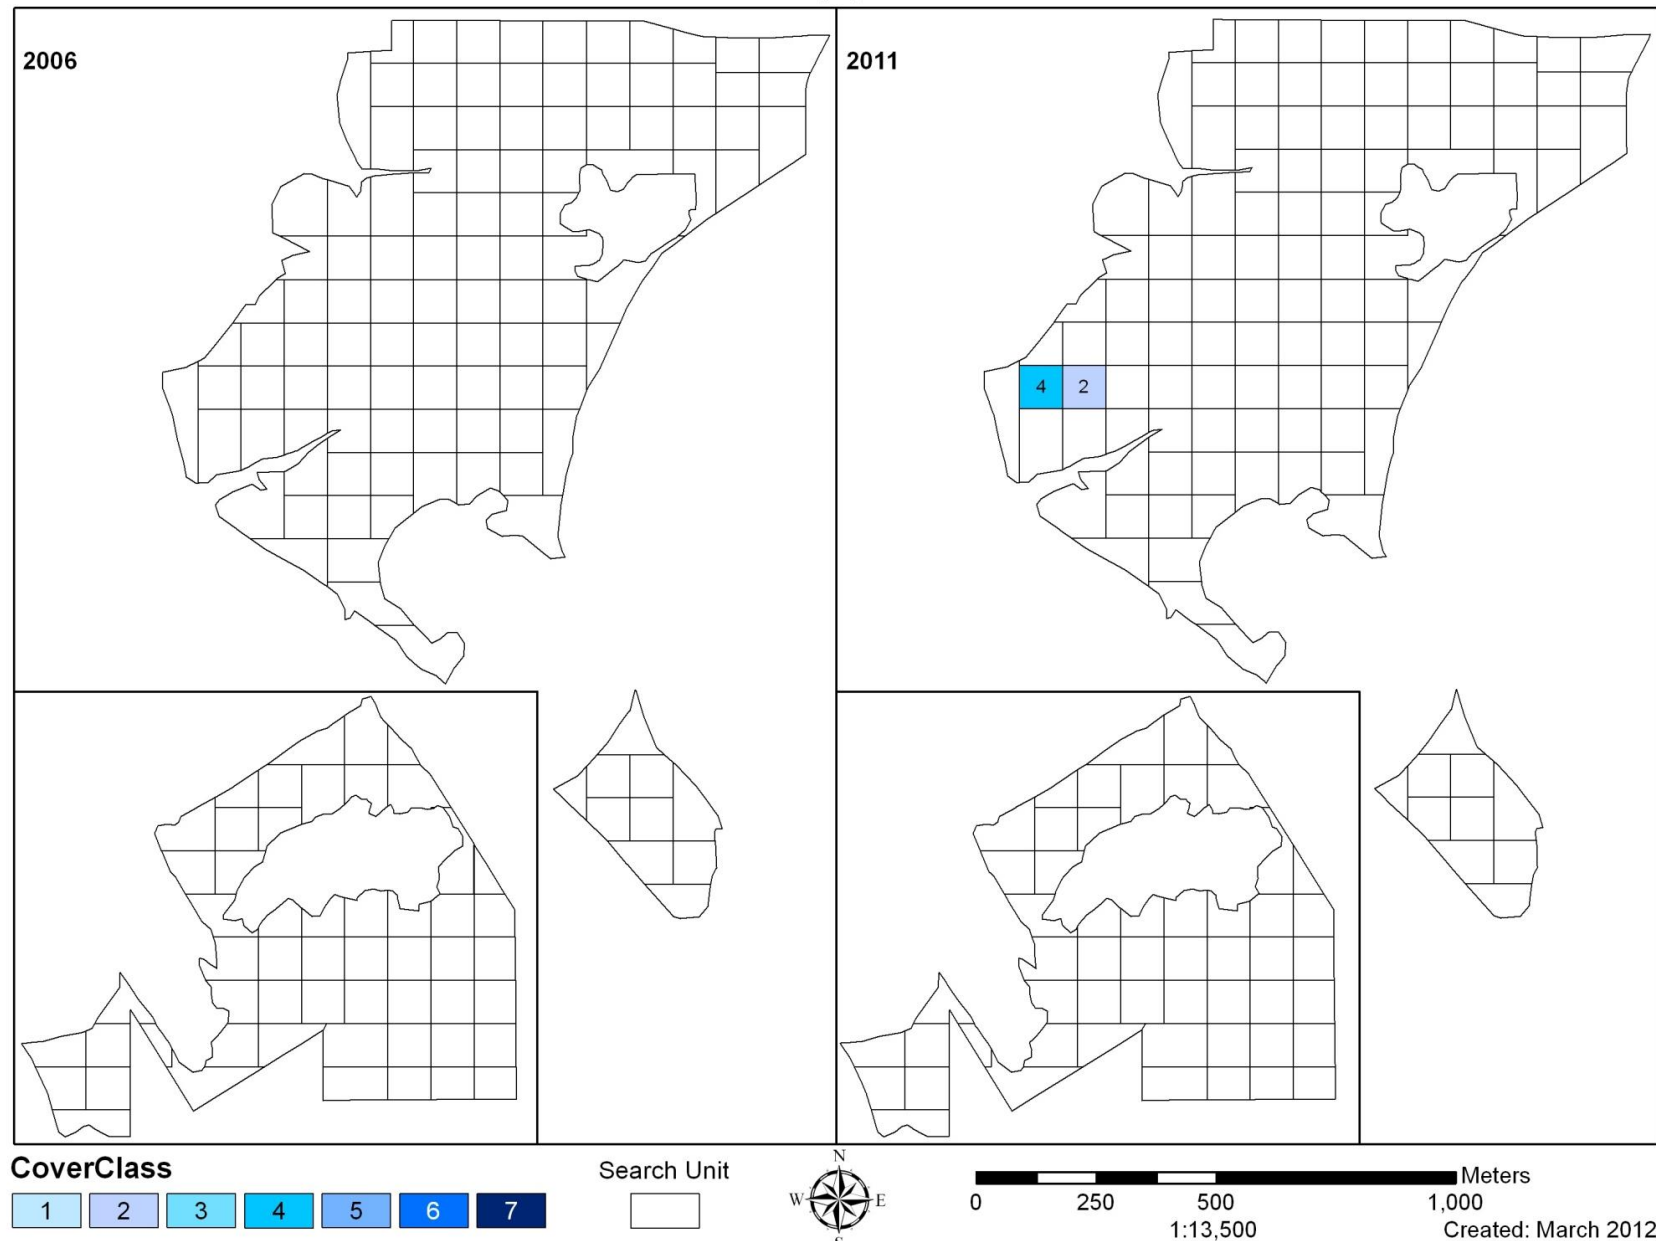 2006
2011
4 2
CoverClass
1 2 3 4 5 6 7
Search Unit
N
W E
S
Meters
0 250 500 1,000
1:13,500
Created: March 2012